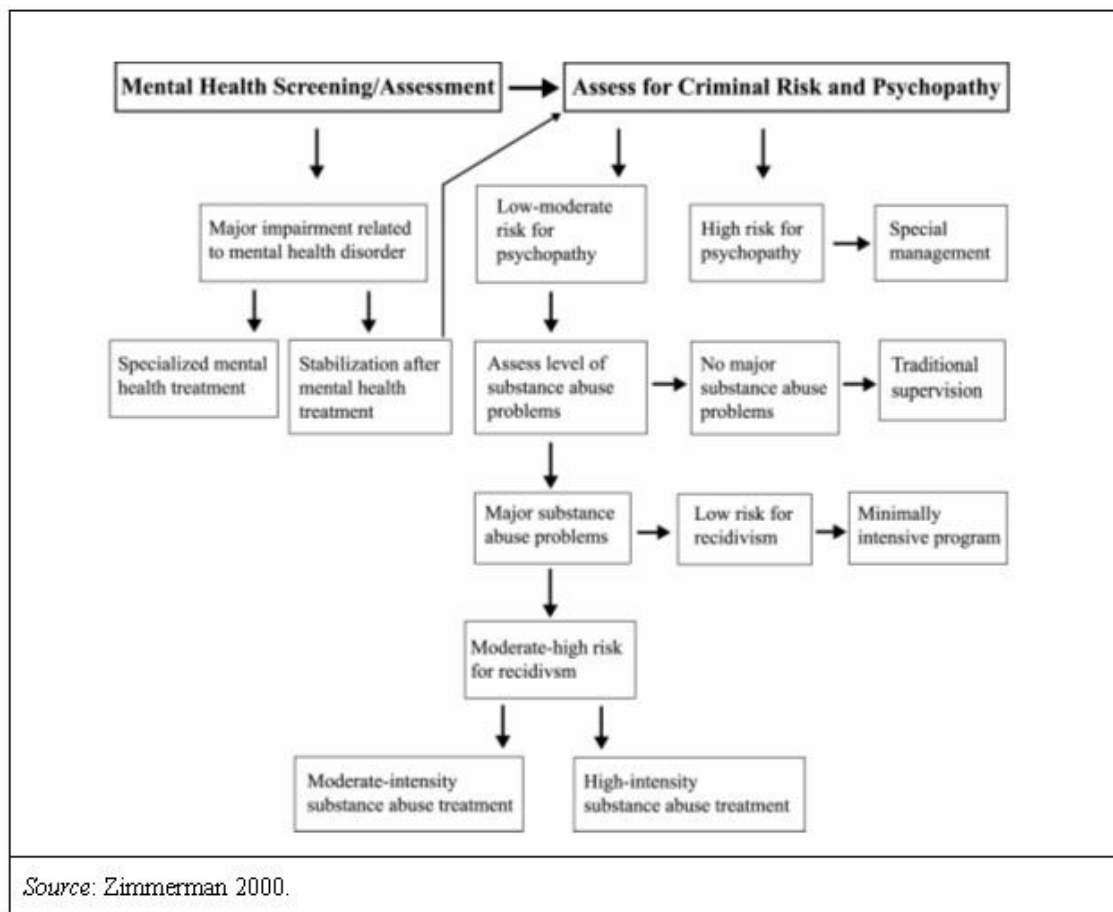 Mental Health Screening/Assessment
Assess for Criminal Risk and Psychopathy
Major impairment related
to mental health disorder
Low-moderate
risk for
psychopathy
High risk for
psychopathy
Special
management
Specialized mental
health treatment
Stabilization after
mental health
treatment
Assess level of
substance abuse
problems
No major
substance abuse
problems
Traditional
supervision
Major substance
abuse problems
Low risk for
recidivism
Minimally
intensive program
Moderate-high risk
for recidivsm
Moderate-intensity
substance abuse treatment
High-intensity
substance abuse treatment
Source: Zimmerman 2000.